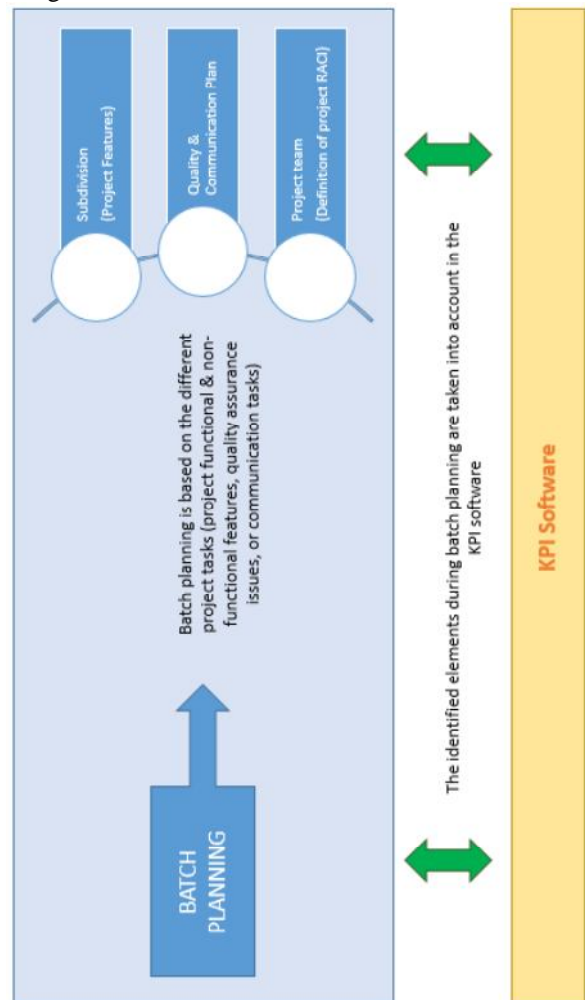 BATCH
PLANNING
Batch planning is based on the different
project tasks (project functional & non-
functional features, quality assurance
issues, or communication tasks)
Subdivision
(Project Features)
Quality &
Communication Plan
Project team
(Definition of project RACI)
The identified elements during batch planning are taken into account in the
KPI software
KPI Software